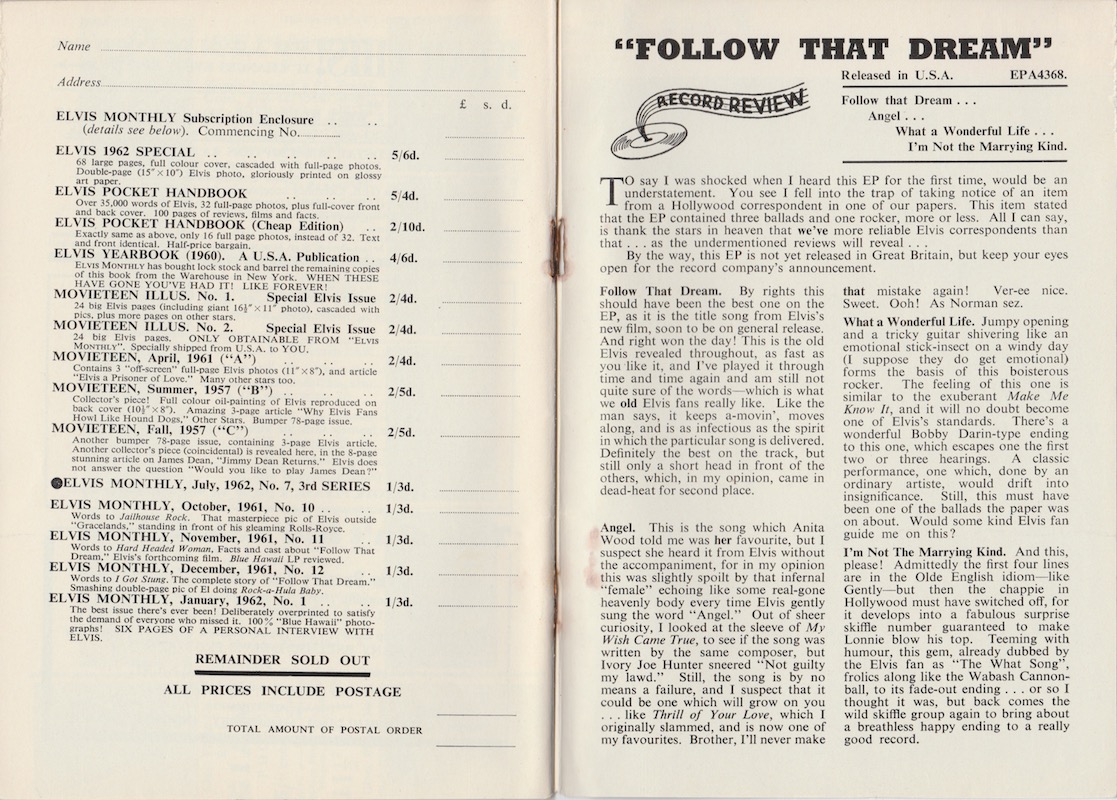 Name
Address
£ s. d.
ELVIS MONTHLY Subscription Enclosure .. ..
(details see below). Commencing No.
ELVIS 1962 SPECIAL .. .. .. .. .. 5/6d.
68 large pages, full colour cover, cascaded with full-page photos.
Double-page (15″×10″) Elvis photo, gloriously printed on glossy
art paper.
ELVIS POCKET HANDBOOK .. .. .. 5/4d.
Over 35,000 words of Elvis, 32 full-page photos, plus full-cover front
and back cover. 100 pages of reviews, films and facts.
ELVIS POCKET HANDBOOK (Cheap Edition) .. 2/10d.
Exactly same as above, only 16 full page photos, instead of 32. Text
and front identical. Half-price bargain.
ELVIS YEARBOOK (1960). A U.S.A. Publication .. 4/6d.
ELVIS MONTHLY has bought lock stock and barrel the remaining copies
of this book from the Warehouse in New York. WHEN THESE
HAVE GONE YOU'VE HAD IT! LIKE FOREVER!
MOVIETEEN ILLUS. No. 1. Special Elvis Issue 2/4d.
24 big Elvis pages (including giant 16½″×11″ photo), cascaded with
pics, plus more pages on other stars.
MOVIETEEN ILLUS. No. 2. Special Elvis Issue 2/4d.
24 big Elvis pages. ONLY OBTAINABLE FROM "ELVIS
MONTHLY". Specially shipped from U.S.A. to YOU.
MOVIETEEN, April, 1961 ("A") .. .. .. 2/4d.
Contains 3 "off-screen" full-page Elvis photos (11″×8″), and article
"Elvis a Prisoner of Love." Many other stars too.
MOVIETEEN, Summer, 1957 ("B") .. .. .. 2/5d.
Collector's piece! Full colour oil-painting of Elvis reproduced on
back cover (10½″×8″). Amazing 3-page article "Why Elvis Fans
Howl Like Hound Dogs," Other Stars. Bumper 78-page issue.
MOVIETEEN, Fall, 1957 ("C") .. .. .. 2/5d.
Another bumper 78-page issue, containing 3-page Elvis article.
Another collector's piece (coincidental) is revealed here, in the 8-page
stunning article on James Dean, "Jimmy Dean Returns." Elvis does
not answer the question "Would you like to play James Dean?"
ELVIS MONTHLY, July, 1962, No. 7, 3rd SERIES 1/3d.
ELVIS MONTHLY, October, 1961, No. 10 .. .. 1/3d.
Words to Jailhouse Rock. That masterpiece pic of Elvis outside
"Gracelands," standing in front of his gleaming Rolls-Royce.
ELVIS MONTHLY, November, 1961, No. 11 .. 1/3d.
Words to Hard Headed Woman, Facts and cast about "Follow That
Dream," Elvis's forthcoming film. Blue Hawaii LP reviewed.
ELVIS MONTHLY, December, 1961, No. 12 .. 1/3d.
Words to I Got Stung. The complete story of "Follow That Dream."
Smashing double-page pic of El doing Rock-a-Hula Baby.
ELVIS MONTHLY, January, 1962, No. 1 .. .. 1/3d.
The best issue there's ever been! Deliberately overprinted to satisfy
the demand of everyone who missed it. 100% "Blue Hawaii" photo-
graphs! SIX PAGES OF A PERSONAL INTERVIEW WITH
ELVIS.
REMAINDER SOLD OUT
ALL PRICES INCLUDE POSTAGE
TOTAL AMOUNT OF POSTAL ORDER
"FOLLOW THAT DREAM"
RECORD REVIEW
Released in U.S.A. EPA4368.
Follow that Dream . . .
Angel . . .
What a Wonderful Life . . .
I'm Not the Marrying Kind.
TO say I was shocked when I heard this EP for the first time, would be an
understatement. You see I fell into the trap of taking notice of an item
from a Hollywood correspondent in one of our papers. This item stated
that the EP contained three ballads and one rocker, more or less. All I can say,
is thank the stars in heaven that we've more reliable Elvis correspondents than
that . . . as the undermentioned reviews will reveal . . .
By the way, this EP is not yet released in Great Britain, but keep your eyes
open for the record company's announcement.
Follow That Dream. By rights this
should have been the best one on the
EP, as it is the title song from Elvis's
new film, soon to be on general release.
And right won the day! This is the old
Elvis revealed throughout, as fast as
you like it, and I've played it through
time and time again and am still not
quite sure of the words—which is what
we old Elvis fans really like. Like the
man says, it keeps a-movin', moves
along, and is as infectious as the spirit
in which the particular song is delivered.
Definitely the best on the track, but
still only a short head in front of the
others, which, in my opinion, came in
dead-heat for second place.
Angel. This is the song which Anita
Wood told me was her favourite, but I
suspect she heard it from Elvis without
the accompaniment, for in my opinion
this was slightly spoilt by that infernal
"female" echoing like some real-gone
heavenly body every time Elvis gently
sung the word "Angel." Out of sheer
curiosity, I looked at the sleeve of My
Wish Came True, to see if the song was
written by the same composer, but
Ivory Joe Hunter sneered "Not guilty
my lawd." Still, the song is by no
means a failure, and I suspect that it
could be one which will grow on you
. . . like Thrill of Your Love, which I
originally slammed, and is now one of
my favourites. Brother, I'll never make
that mistake again! Ver-ee nice.
Sweet. Ooh! As Norman sez.
What a Wonderful Life. Jumpy opening
and a tricky guitar shivering like an
emotional stick-insect on a windy day
(I suppose they do get emotional)
forms the basis of this boisterous
rocker. The feeling of this one is
similar to the exuberant Make Me
Know It, and it will no doubt become
one of Elvis's standards. There's a
wonderful Bobby Darin-type ending
to this one, which escapes one the first
two or three hearings. A classic
performance, one which, done by an
ordinary artiste, would drift into
insignificance. Still, this must have
been one of the ballads the paper was
on about. Would some kind Elvis fan
guide me on this?
I'm Not The Marrying Kind. And this,
please! Admittedly the first four lines
are in the Olde English idiom—like
Gently—but then the chappie in
Hollywood must have switched off, for
it develops into a fabulous surprise
skiffle number guaranteed to make
Lonnie blow his top. Teeming with
humour, this gem, already dubbed by
the Elvis fan as "The What Song",
frolics along like the Wabash Cannon-
ball, to its fade-out ending . . . or so I
thought it was, but back comes the
wild skiffle group again to bring about
a breathless happy ending to a really
good record.